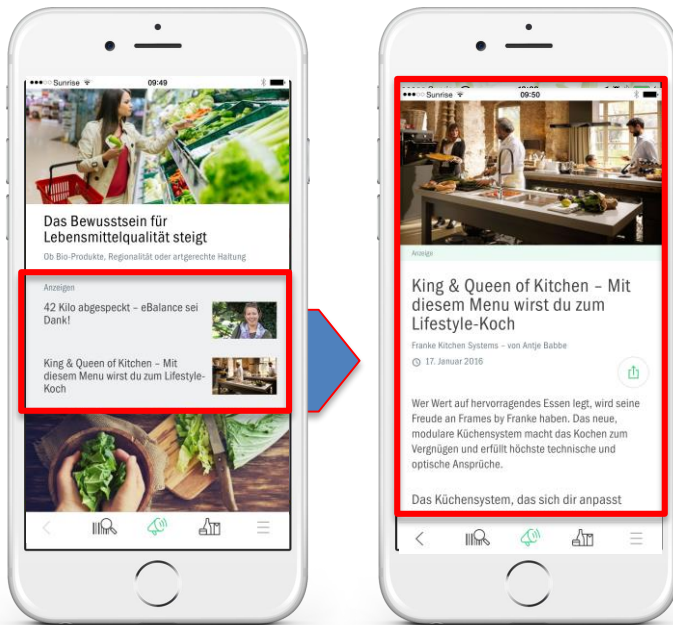 Sunrise
09:49
Das Bewusstsein für
Lebensmittelqualität steigt
Ob Bio-Produkte, Regionalität oder artgerechte Haltung
Anzeigen
42 Kilo abgespeckt – eBalance sei
Dank!
King & Queen of Kitchen – Mit
diesem Menu wirst du zum Lifestyle-
Koch
Sunrise
09:50
Anzeige
King & Queen of Kitchen – Mit
diesem Menu wirst du zum
Lifestyle-Koch
Franke Kitchen Systems – von Antje Babbe
17. Januar 2016
Wer Wert auf hervorragendes Essen legt, wird seine
Freude an Frames by Franke haben. Das neue,
modulare Küchensystem macht das Kochen zum
Vergnügen und erfüllt höchste technische und
optische Ansprüche.
Das Küchensystem, das sich dir anpasst